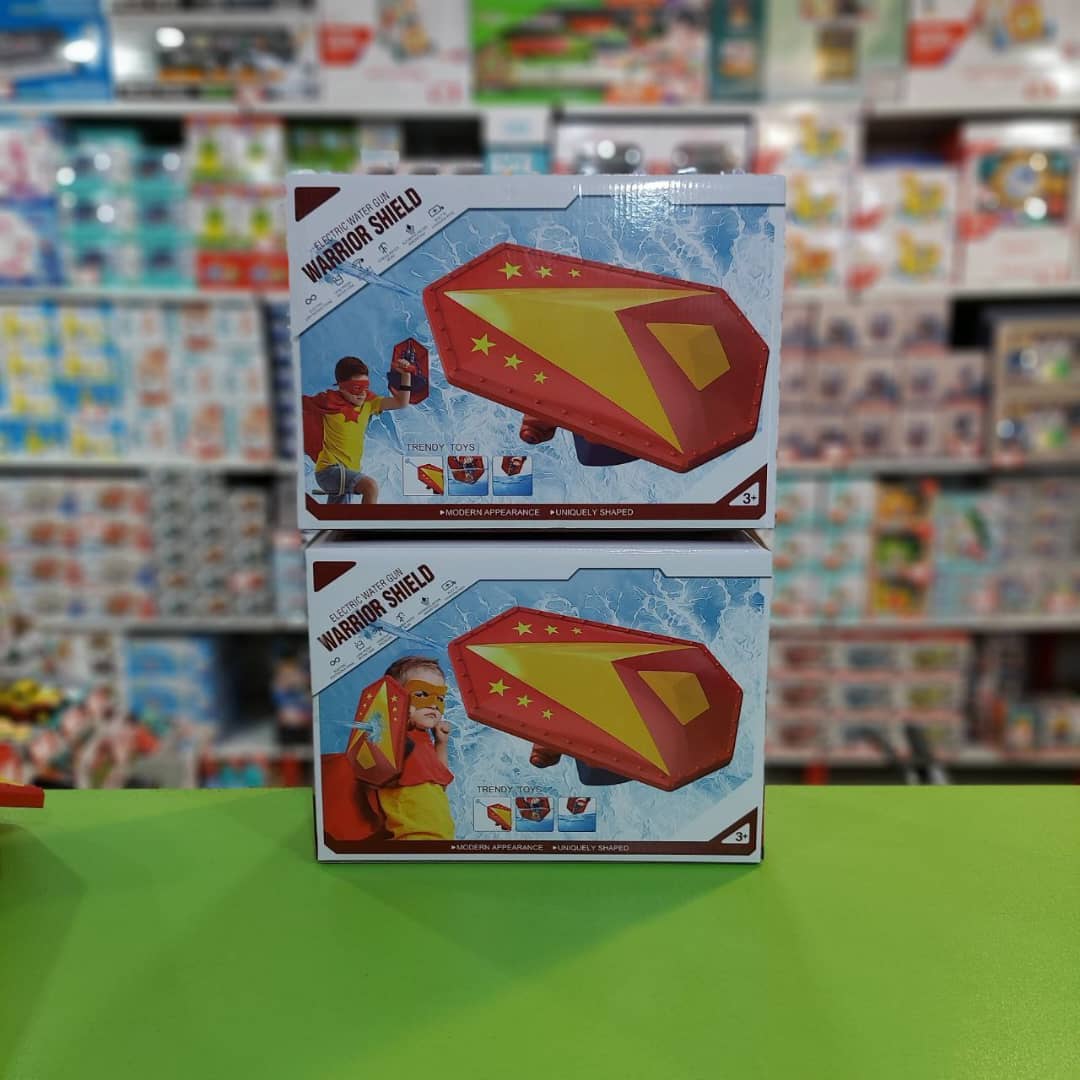 ELECTRIC WATER GUN
WARRIOR SHIELD
TRENDY TOYS
3+
▸MODERN APPEARANCE ▸UNIQUELY SHAPED
ELECTRIC WATER GUN
WARRIOR SHIELD
TRENDY TOYS
3+
▸MODERN APPEARANCE ▸UNIQUELY SHAPED